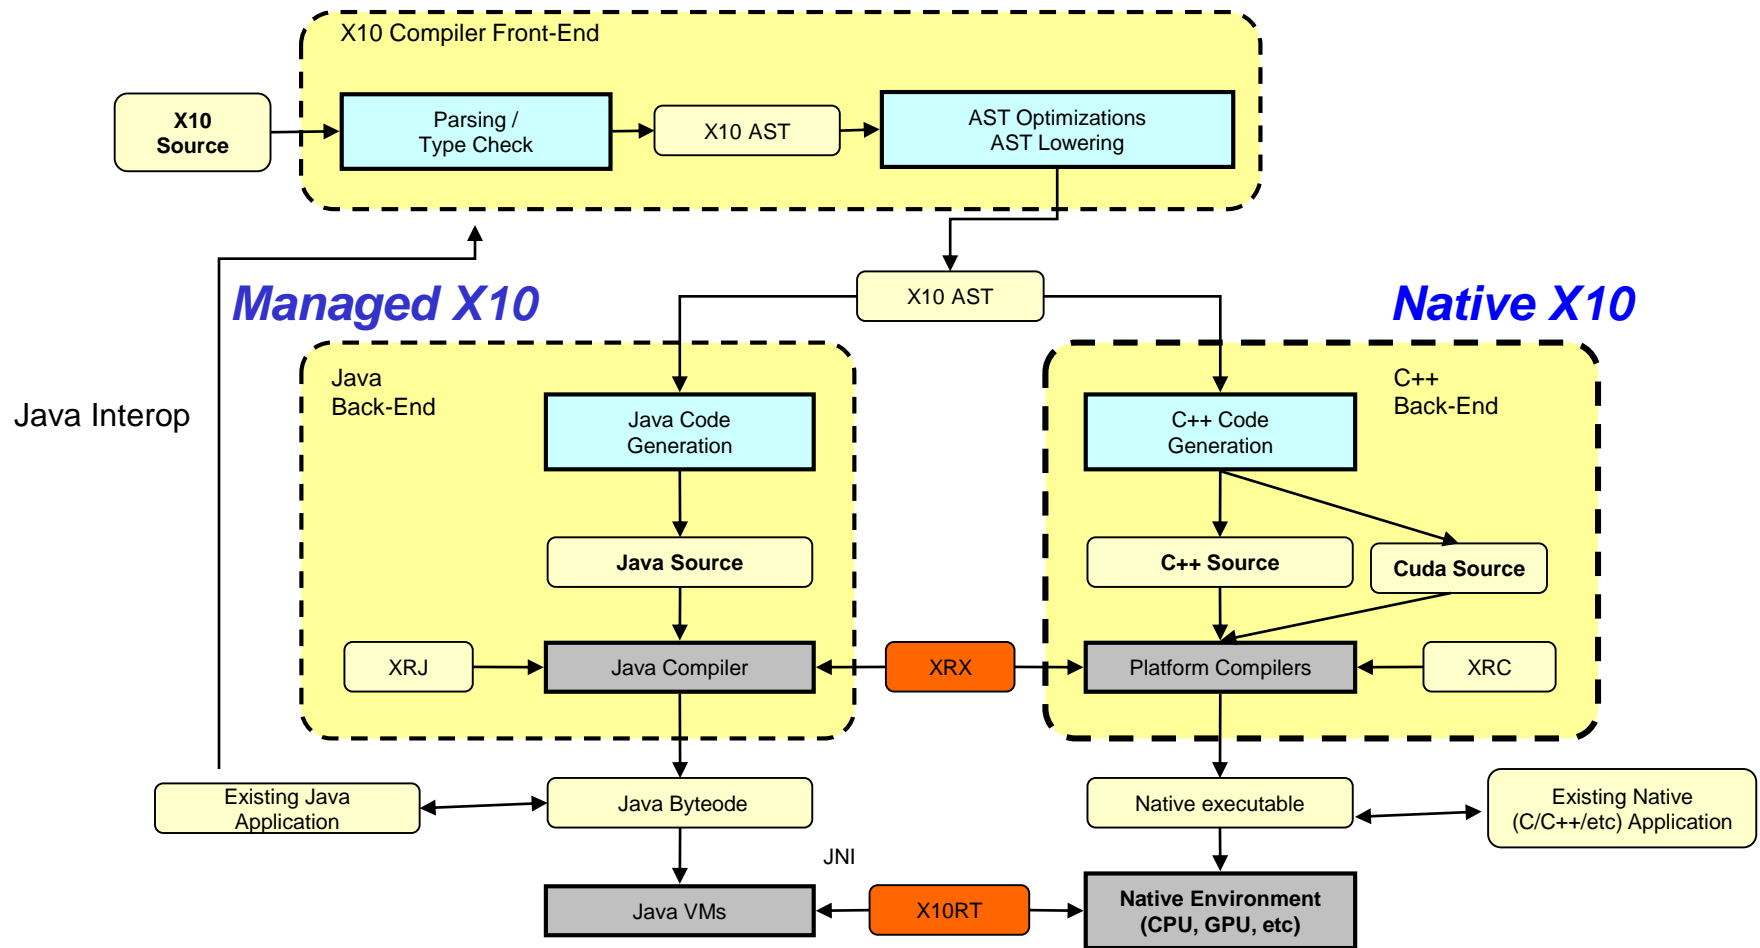 X10 Compiler Front-End
X10
Source
Parsing /
Type Check
X10 AST
AST Optimizations
AST Lowering
X10 AST
Managed X10
Native X10
Java Interop
Java
Back-End
Java Code
Generation
C++ Code
Generation
C++
Back-End
Java Source
C++ Source
Cuda Source
XRJ
Java Compiler
XRX
Platform Compilers
XRC
Existing Java
Application
Java Byteode
Native executable
Existing Native
(C/C++/etc) Application
JNI
Java VMs
X10RT
Native Environment
(CPU, GPU, etc)